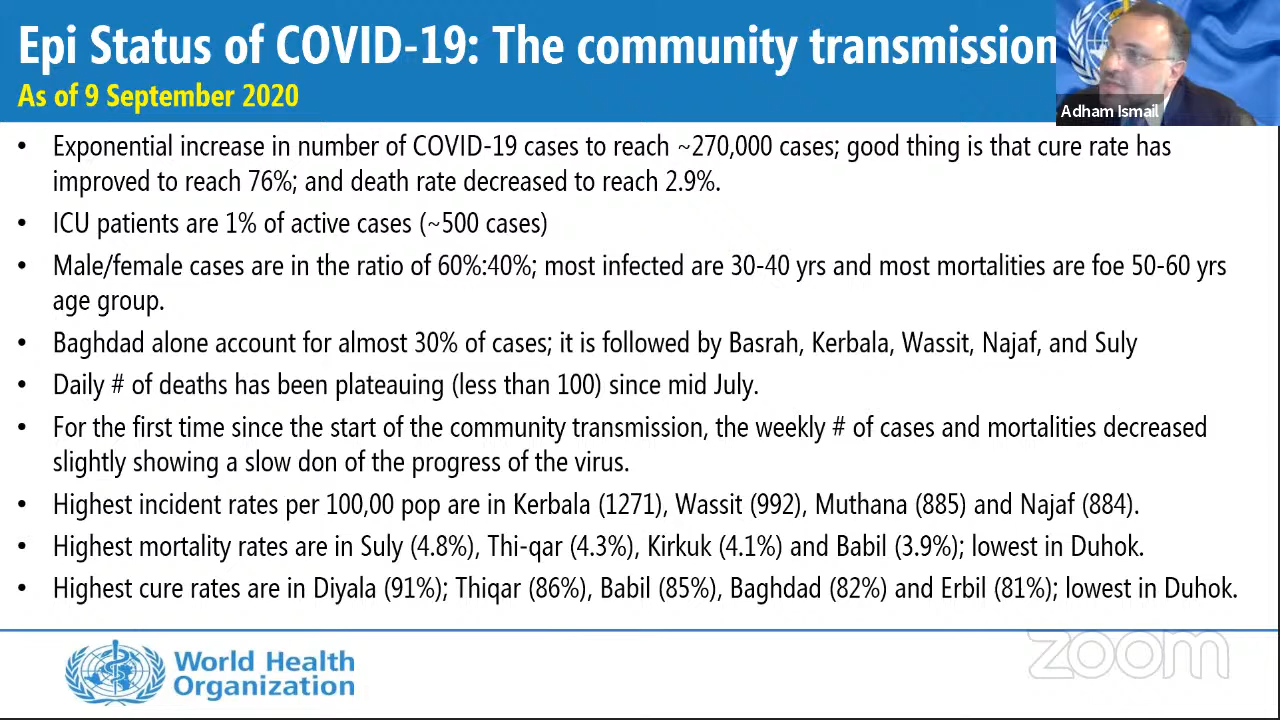 Epi Status of COVID-19: The community transmission
As of 9 September 2020
Adham Ismail
• Exponential increase in number of COVID-19 cases to reach ~270,000 cases; good thing is that cure rate has
improved to reach 76%; and death rate decreased to reach 2.9%.
• ICU patients are 1% of active cases (~500 cases)
• Male/female cases are in the ratio of 60%:40%; most infected are 30-40 yrs and most mortalities are foe 50-60 yrs
age group.
• Baghdad alone account for almost 30% of cases; it is followed by Basrah, Kerbala, Wassit, Najaf, and Suly
• Daily # of deaths has been plateauing (less than 100) since mid July.
• For the first time since the start of the community transmission, the weekly # of cases and mortalities decreased
slightly showing a slow don of the progress of the virus.
• Highest incident rates per 100,00 pop are in Kerbala (1271), Wassit (992), Muthana (885) and Najaf (884).
• Highest mortality rates are in Suly (4.8%), Thi-qar (4.3%), Kirkuk (4.1%) and Babil (3.9%); lowest in Duhok.
• Highest cure rates are in Diyala (91%); Thiqar (86%), Babil (85%), Baghdad (82%) and Erbil (81%); lowest in Duhok.
World Health
Organization
zoom